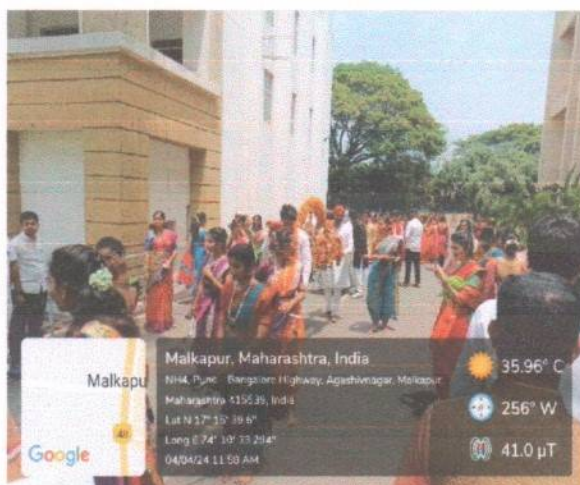 Malkapu
48
Google
Malkapur, Maharashtra, India
NH4, Pune - Bangalore Highway, Agashivnagar, Malkapur,
Maharashtra 415539, India
Lat N 17° 15' 39.6"
Long E 74° 10' 33.294"
04/04/24 11:58 AM
35.96° C
256° W
41.0 µT